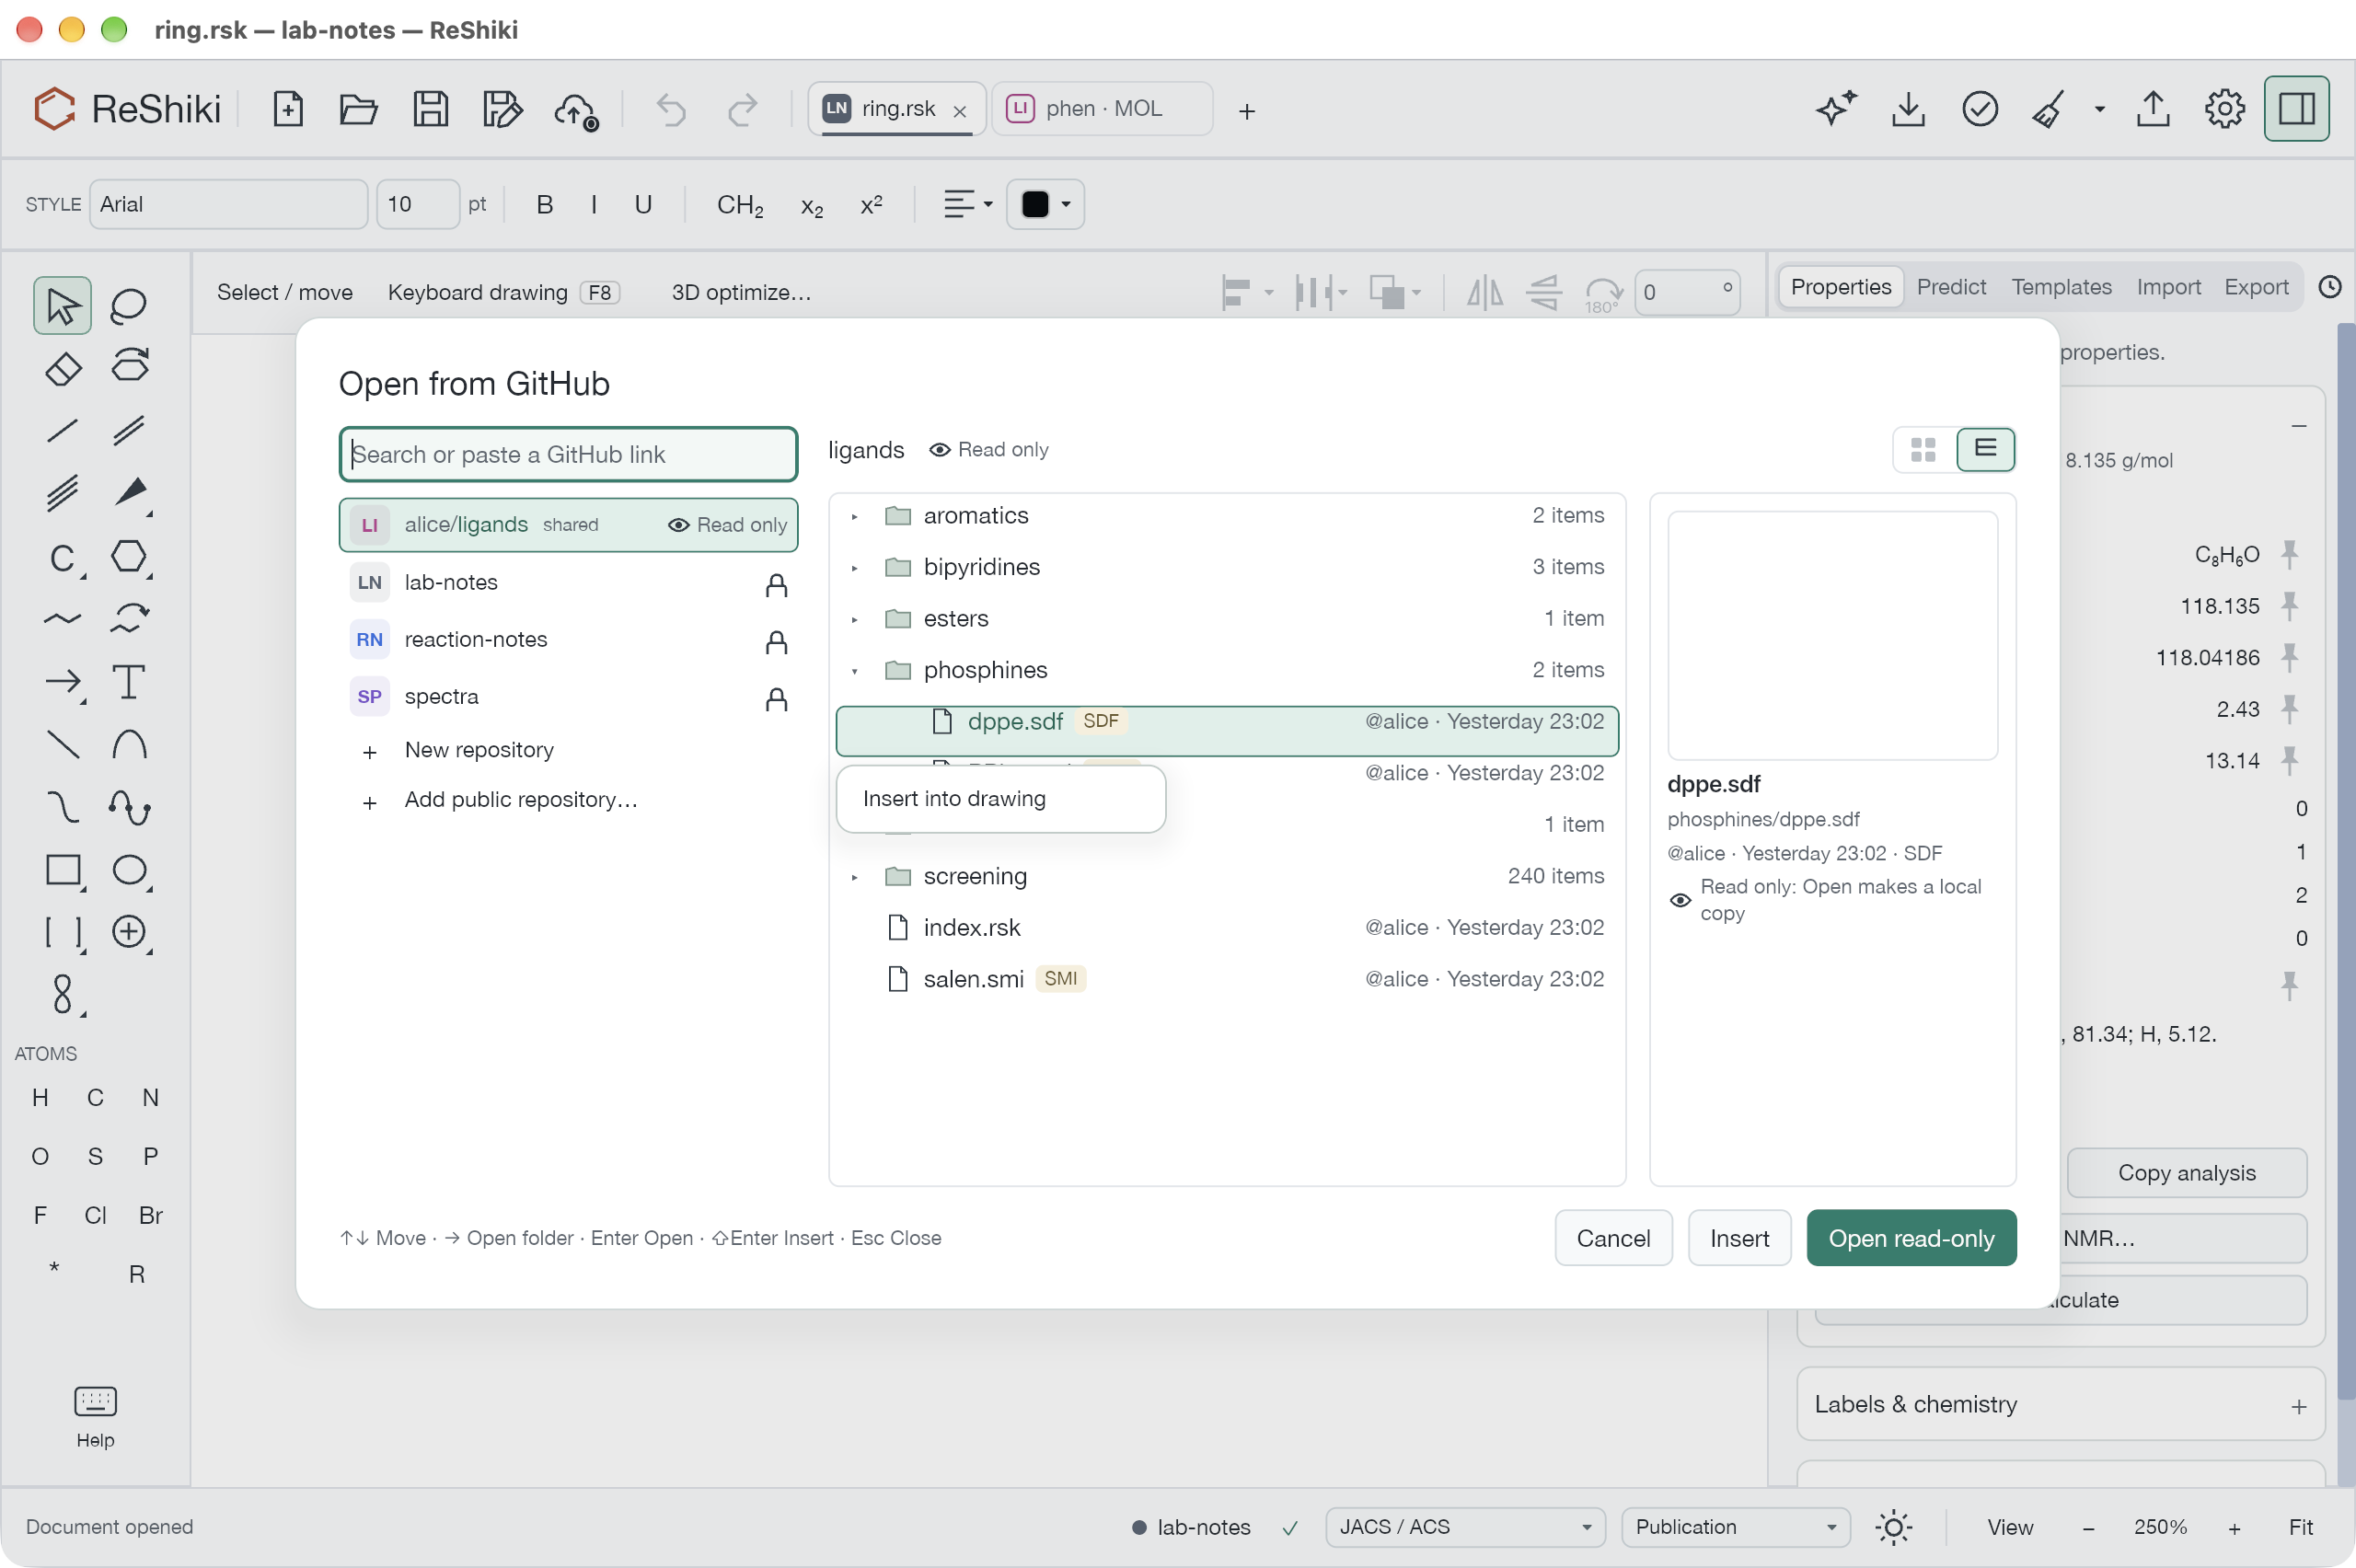 ring.rsk — lab-notes — ReShiki
ReShiki
LN ring.rsk ×
LI phen · MOL
+
STYLE Arial 10 pt B I U CH₂ x₂ x²
Select / move Keyboard drawing F8 3D optimize…
180° 0 °
Properties Predict Templates Import Export
properties.
8.135 g/mol
C₈H₆O
118.135
118.04186
2.43
13.14
0
1
2
0
, 81.34; H, 5.12.
Copy analysis
NMR…
lculate
Labels & chemistry +
C
T
[ ]
ATOMS
H C N
O S P
F Cl Br
* R
Help
Open from GitHub
Search or paste a GitHub link
LI alice/ligands shared Read only
LN lab-notes
RN reaction-notes
SP spectra
+ New repository
+ Add public repository…
ligands Read only
aromatics 2 items
bipyridines 3 items
esters 1 item
phosphines 2 items
dppe.sdf SDF @alice · Yesterday 23:02
@alice · Yesterday 23:02
Insert into drawing
1 item
screening 240 items
index.rsk @alice · Yesterday 23:02
salen.smi SMI @alice · Yesterday 23:02
dppe.sdf
phosphines/dppe.sdf
@alice · Yesterday 23:02 · SDF
Read only: Open makes a local
copy
↑↓ Move · → Open folder · Enter Open · ⇧Enter Insert · Esc Close
Cancel Insert Open read-only
Document opened
lab-notes ✓ JACS / ACS Publication View − 250% + Fit